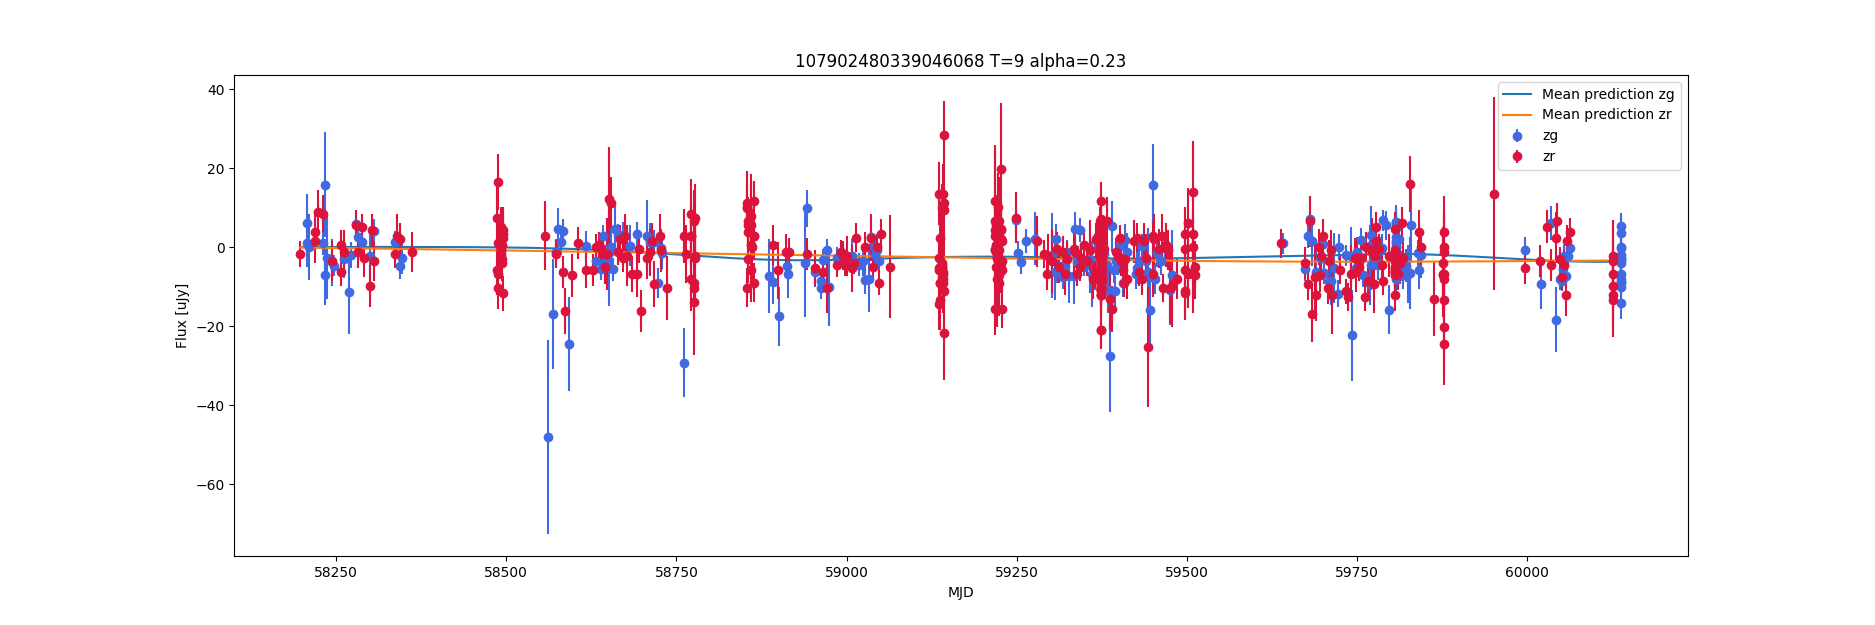 107902480339046068 T=9 alpha=0.23
Mean prediction zg
Mean prediction zr
zg
zr
40
20
0
−20
−40
−60
Flux [uJy]
58250 58500 58750 59000 59250 59500 59750 60000
MJD